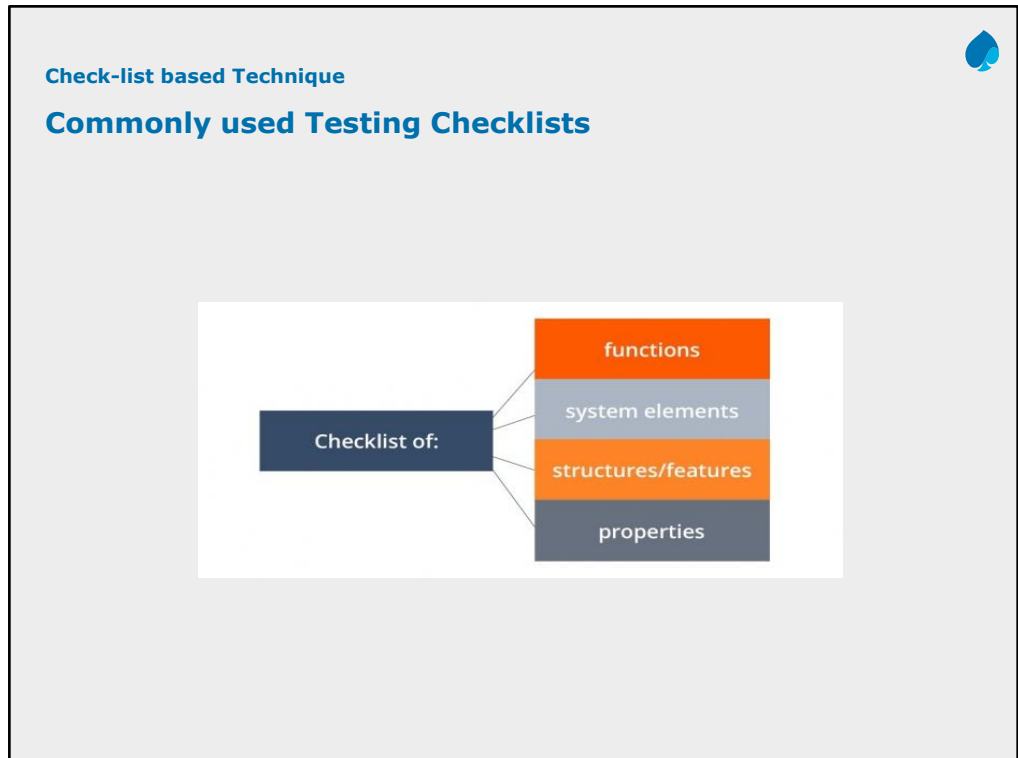 Check-list based Technique
Commonly used Testing Checklists
Checklist of:
functions
system elements
structures/features
properties